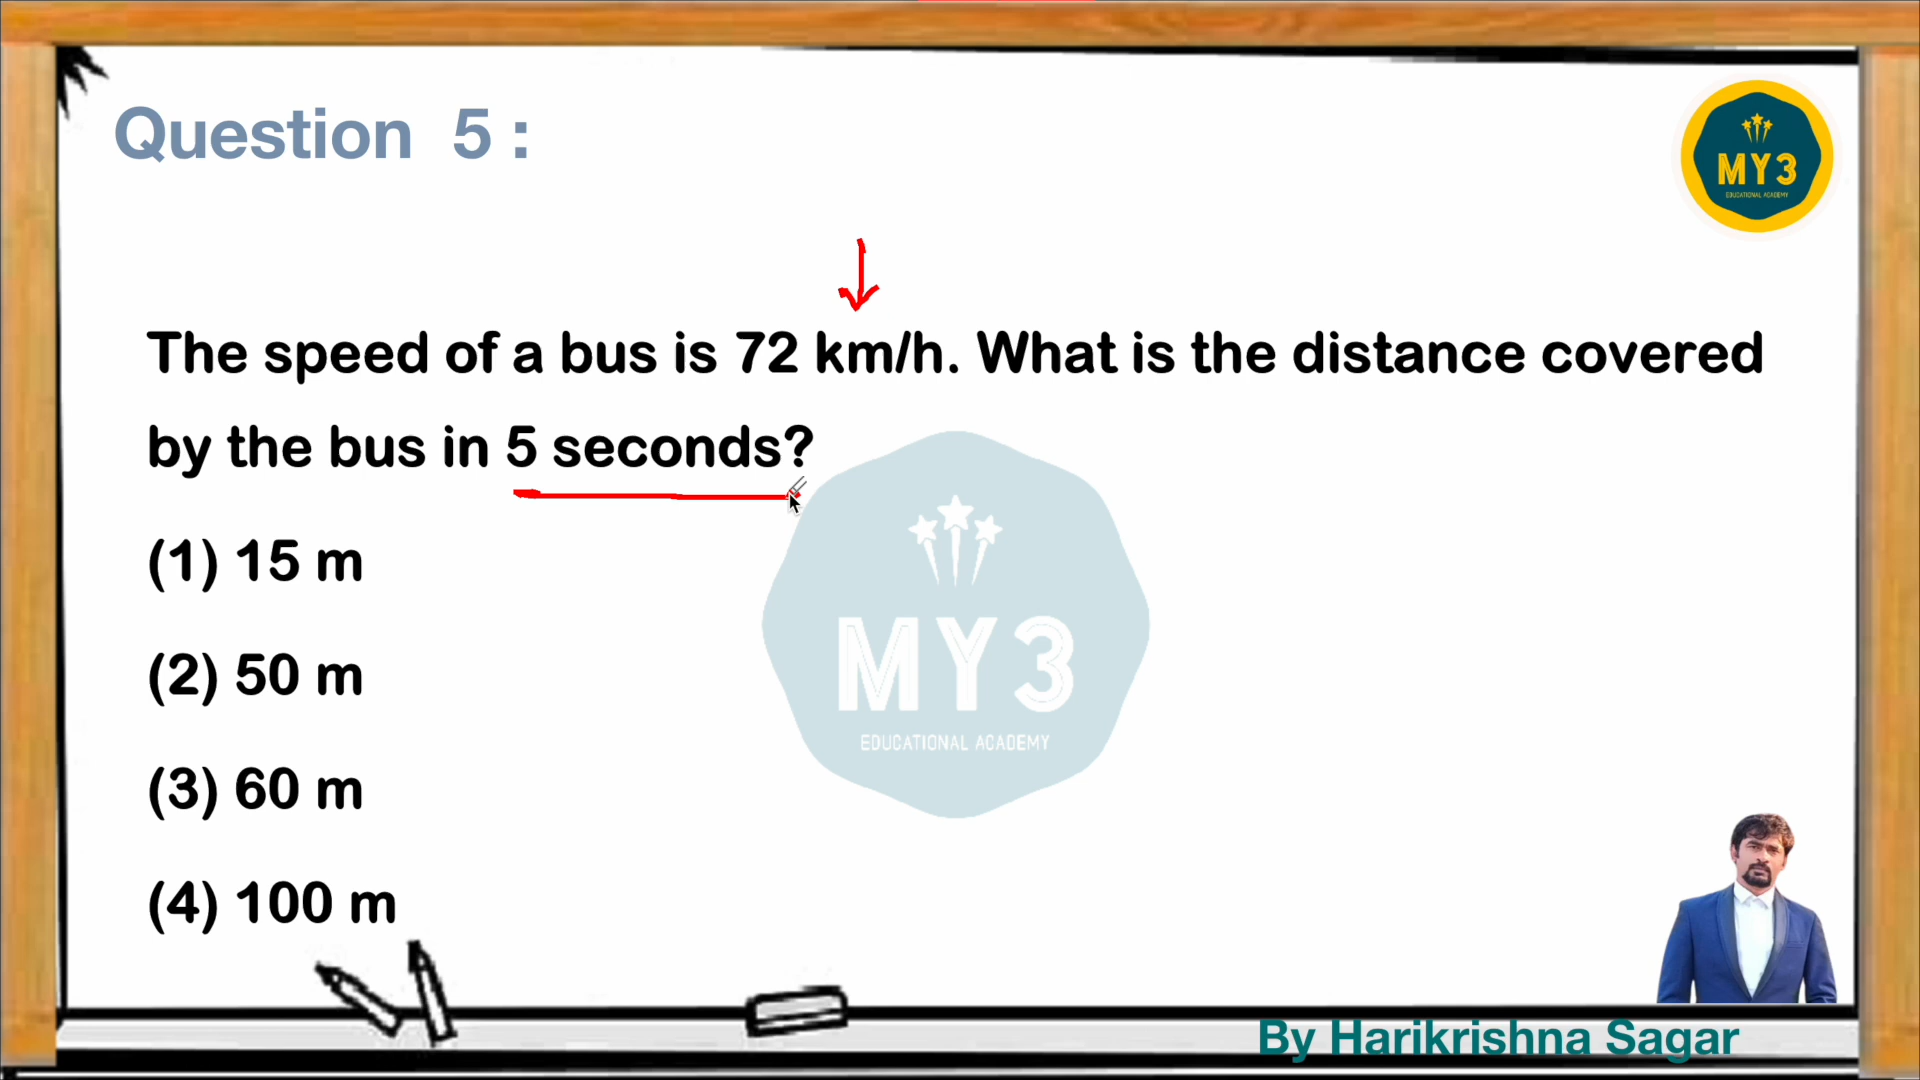 Question 5 :
MY3
EDUCATIONAL ACADEMY
The speed of a bus is 72 km/h. What is the distance covered
by the bus in 5 seconds?
(1) 15 m
(2) 50 m
(3) 60 m
(4) 100 m
MY3
EDUCATIONAL ACADEMY
By Harikrishna Sagar